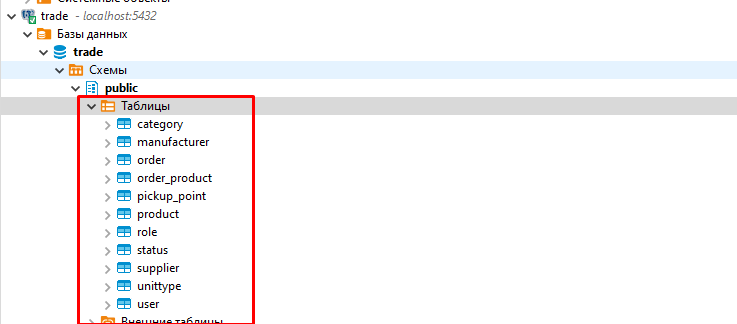 Системные объекты
trade - localhost:5432
Базы данных
trade
Схемы
public
Таблицы
category
manufacturer
order
order_product
pickup_point
product
role
status
supplier
unittype
user
Внешние таблицы